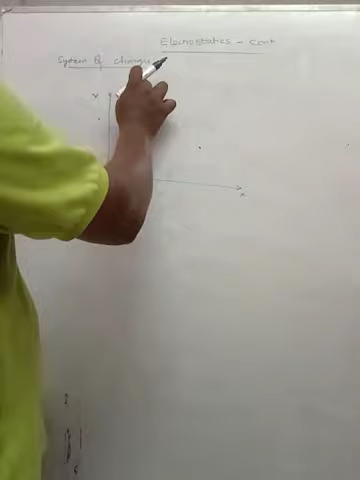 Electrostatics - Cont
System of charges
Y
X